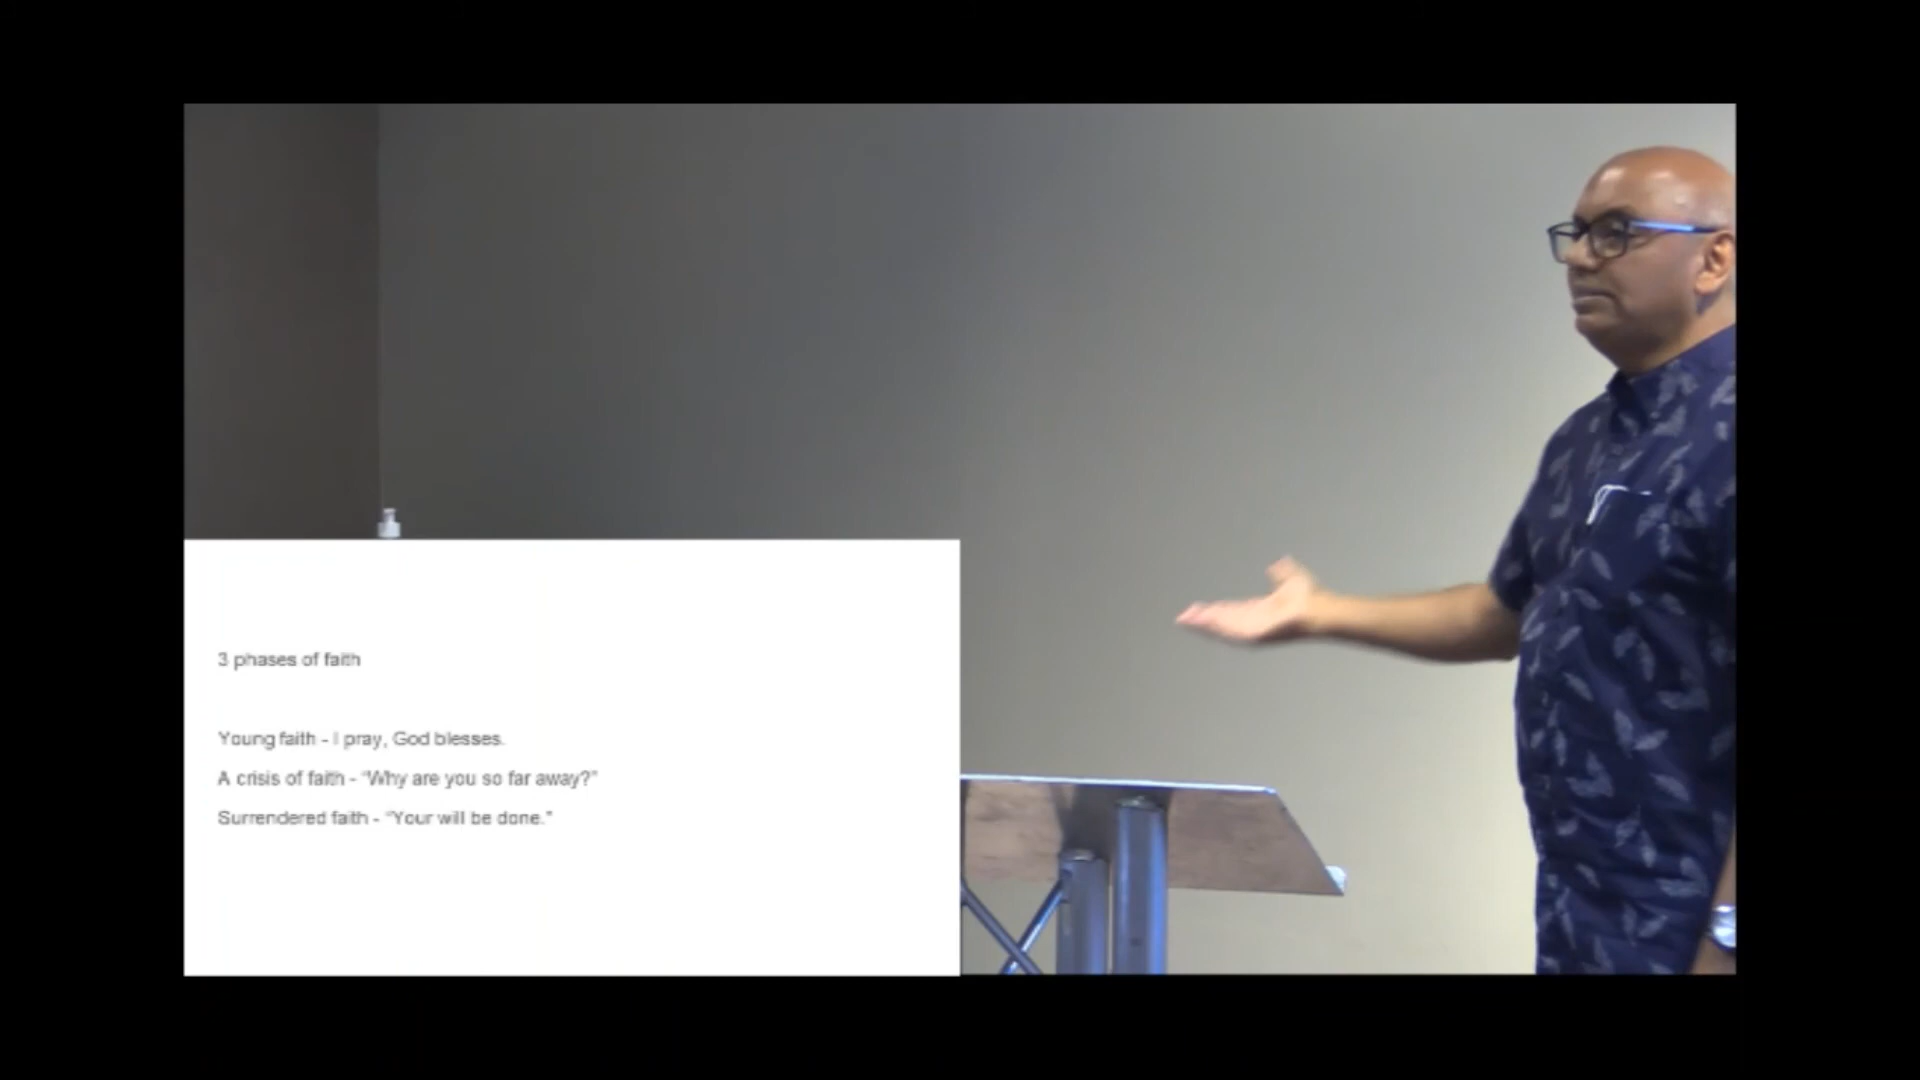 3 phases of faith
Young faith - I pray, God blesses.
A crisis of faith - “Why are you so far away?”
Surrendered faith - “Your will be done.”